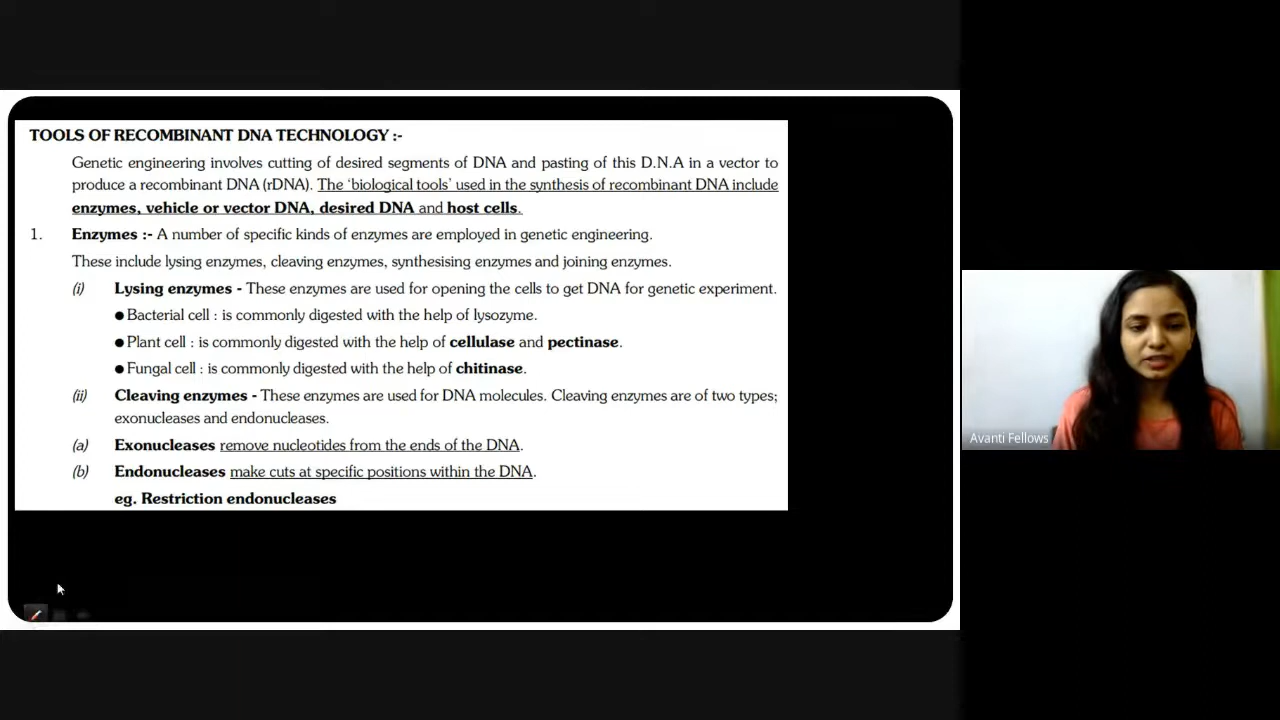 TOOLS OF RECOMBINANT DNA TECHNOLOGY :-
Genetic engineering involves cutting of desired segments of DNA and pasting of this D.N.A in a vector to
produce a recombinant DNA (rDNA). The 'biological tools' used in the synthesis of recombinant DNA include
enzymes, vehicle or vector DNA, desired DNA and host cells.
1. Enzymes :- A number of specific kinds of enzymes are employed in genetic engineering.
These include lysing enzymes, cleaving enzymes, synthesising enzymes and joining enzymes.
(i) Lysing enzymes - These enzymes are used for opening the cells to get DNA for genetic experiment.
● Bacterial cell : is commonly digested with the help of lysozyme.
● Plant cell : is commonly digested with the help of cellulase and pectinase.
● Fungal cell : is commonly digested with the help of chitinase.
(ii) Cleaving enzymes - These enzymes are used for DNA molecules. Cleaving enzymes are of two types;
exonucleases and endonucleases.
(a) Exonucleases remove nucleotides from the ends of the DNA.
(b) Endonucleases make cuts at specific positions within the DNA.
eg. Restriction endonucleases
Avanti Fellows